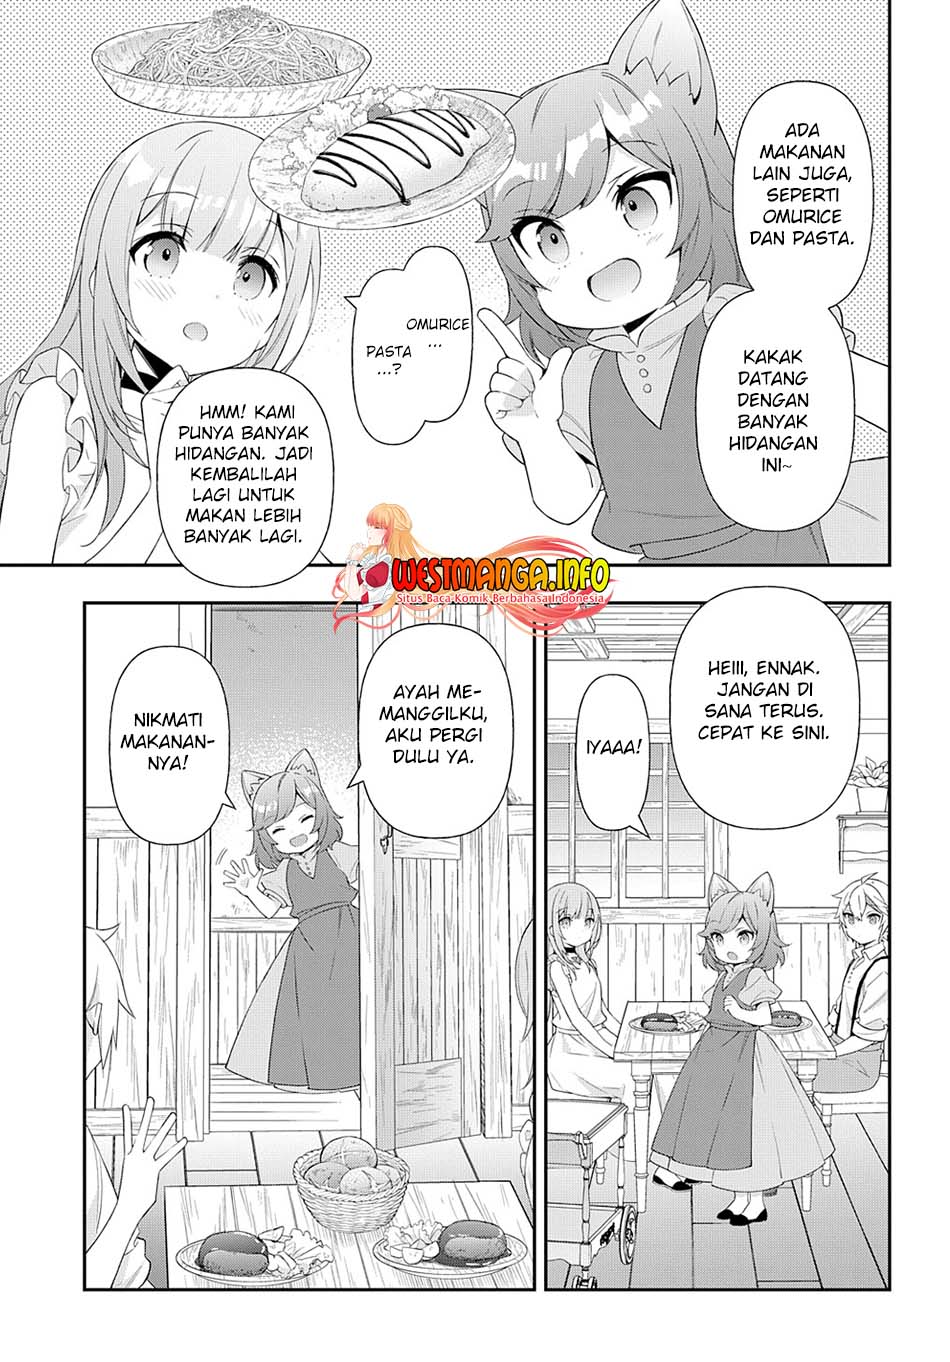 ADA
MAKANAN
LAIN JUGA,
SEPERTI
OMURICE
DAN PASTA.
KAKAK
DATANG
DENGAN
BANYAK
HIDANGAN
INI~
OMURICE
...
PASTA
...?
HMM! KAMI
PUNYA BANYAK
HIDANGAN. JADI
KEMBALILAH
LAGI UNTUK
MAKAN LEBIH
BANYAK LAGI.
WESTMANGA.INFO
Situs Baca Komik Berbahasa Indonesia
HEIII, ENNAK.
JANGAN DI
SANA TERUS.
CEPAT KE SINI.
IYAAA!
AYAH ME-
MANGGILKU,
AKU PERGI
DULU YA.
NIKMATI
MAKANAN-
NYA!